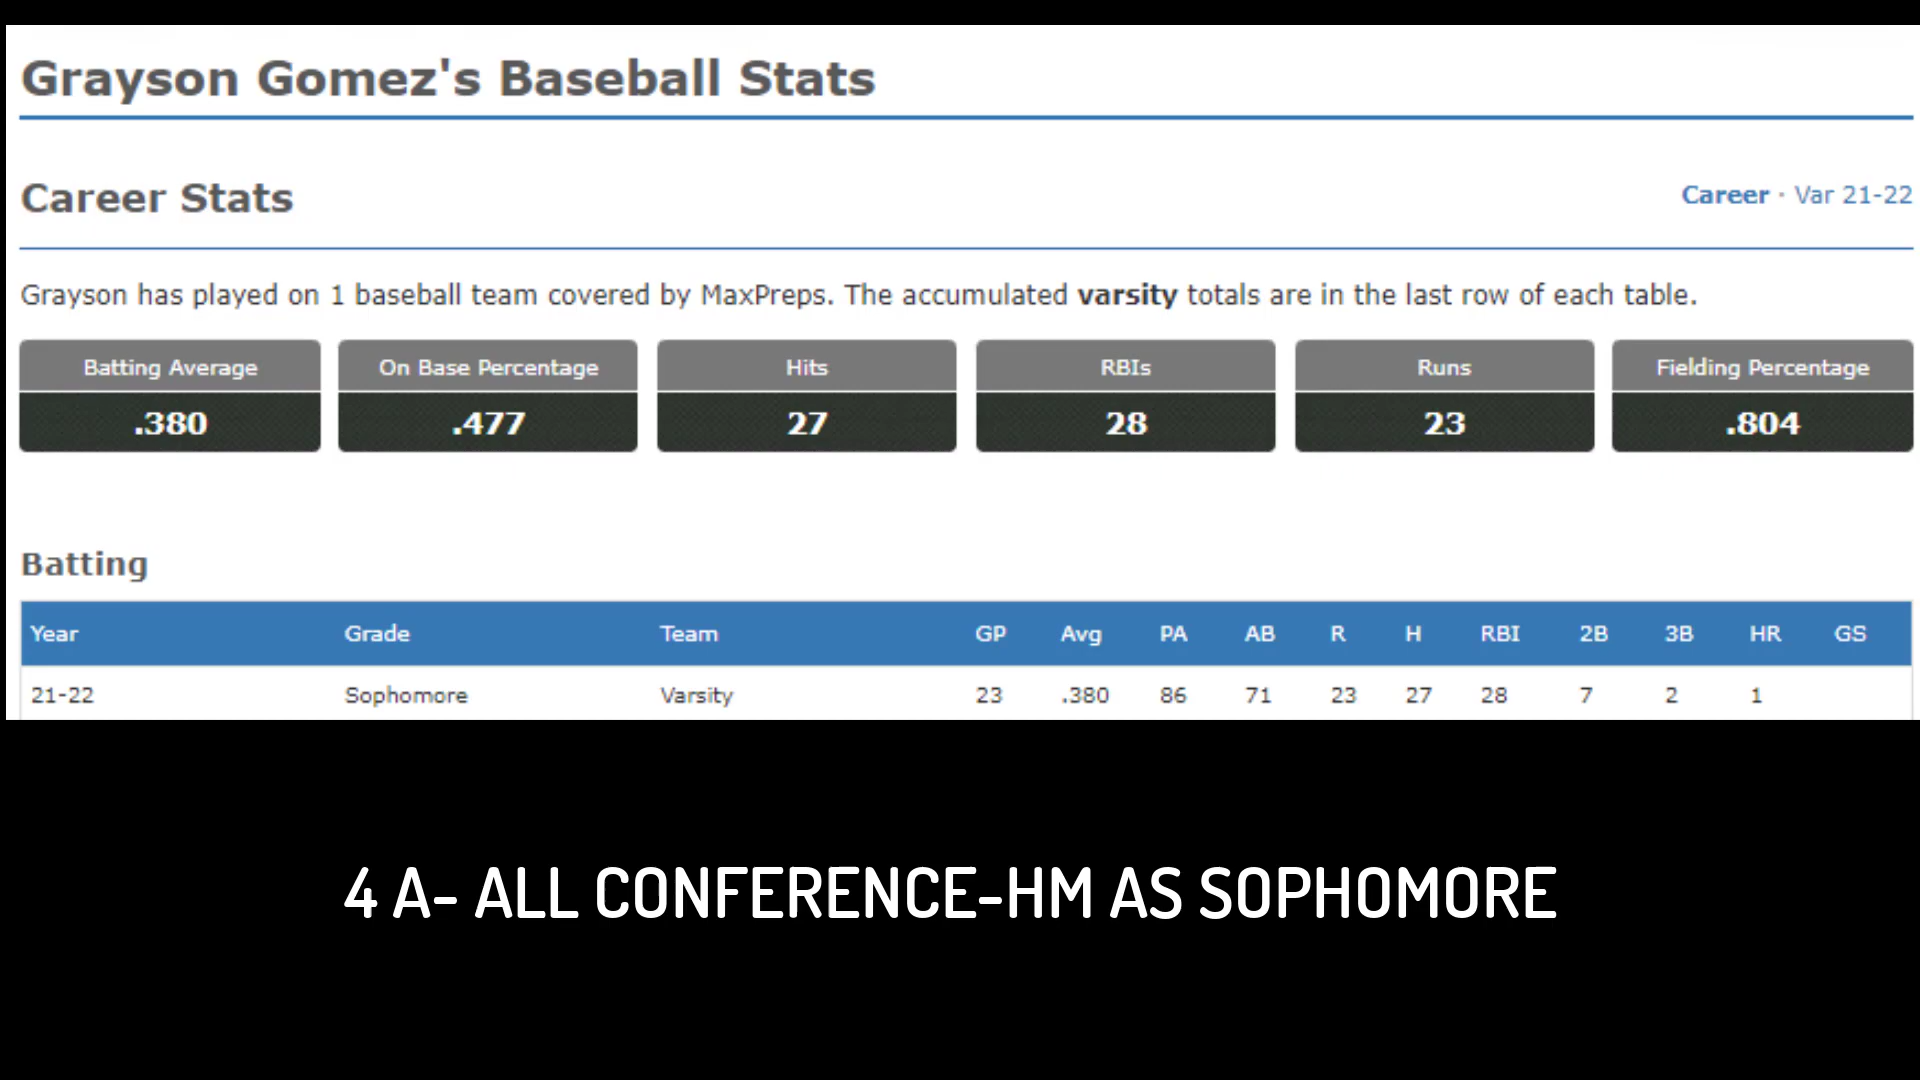 Grayson Gomez's Baseball Stats
Career Stats
Career · Var 21-22
Grayson has played on 1 baseball team covered by MaxPreps. The accumulated varsity totals are in the last row of each table.
Batting Average On Base Percentage Hits RBIs Runs Fielding Percentage
.380 .477 27 28 23 .804
Batting
Year Grade Team GP Avg PA AB R H RBI 2B 3B HR GS
21-22 Sophomore Varsity 23 .380 86 71 23 27 28 7 2 1
4 A- ALL CONFERENCE-HM AS SOPHOMORE